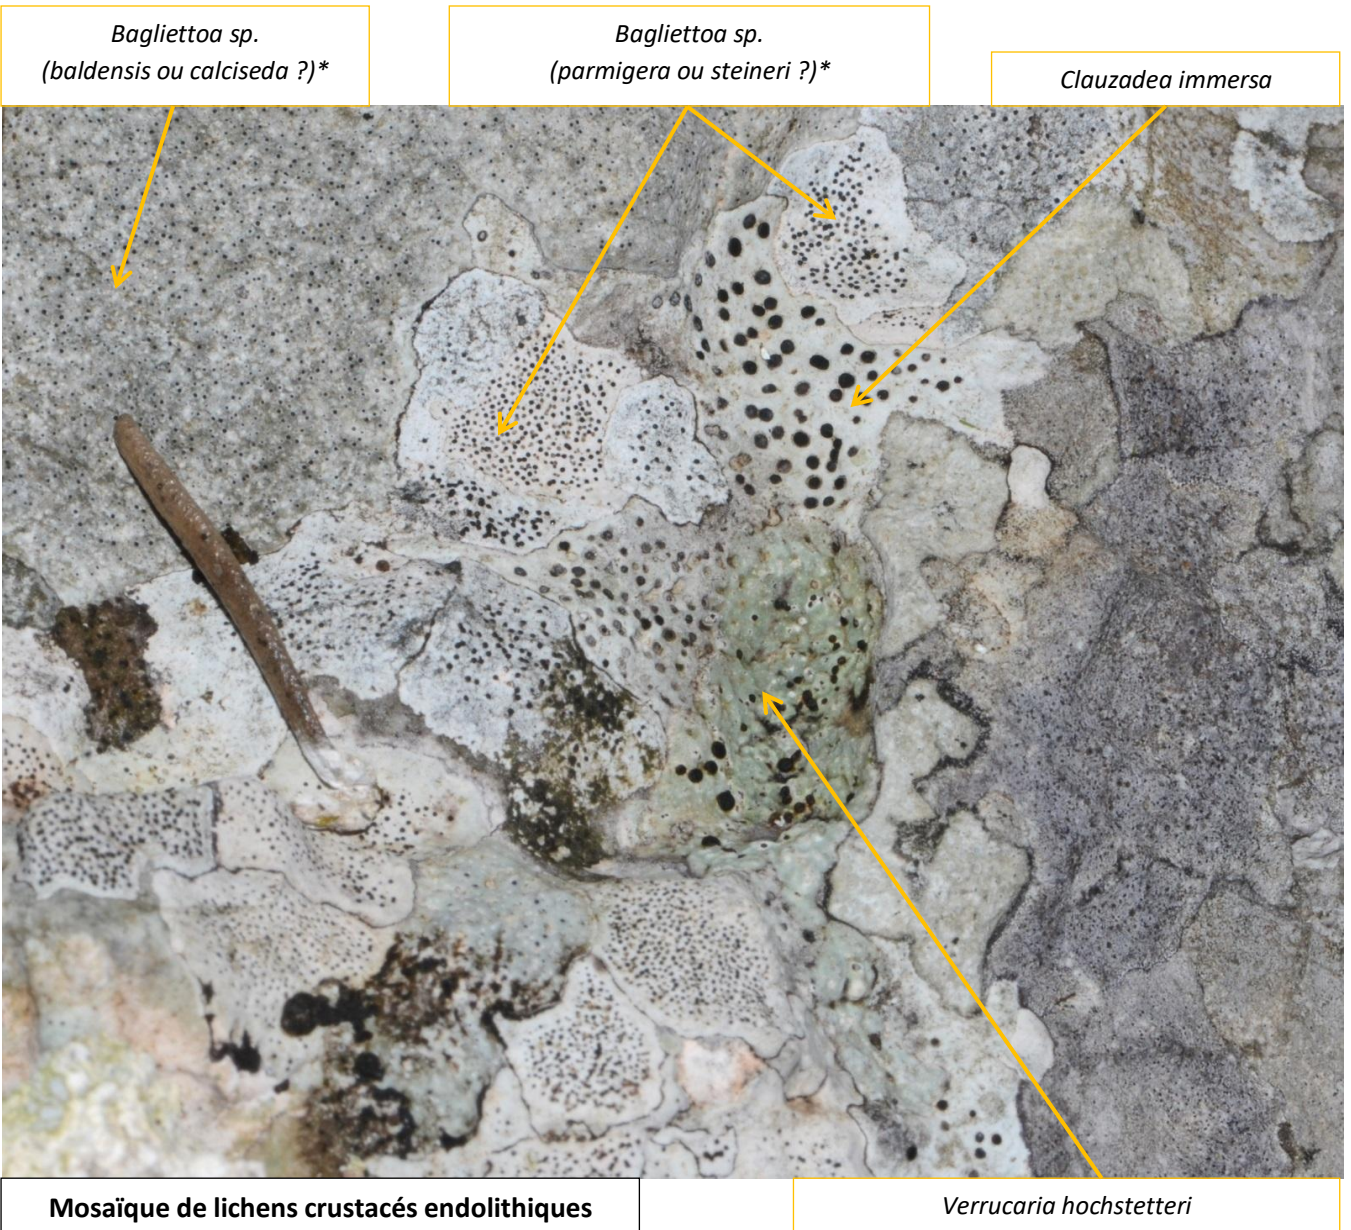 Bagliettoa sp.
(baldensis ou calciseda ?)*
Bagliettoa sp.
(parmigera ou steineri ?)*
Clauzadea immersa
Mosaïque de lichens crustacés endolithiques
Verrucaria hochstetteri